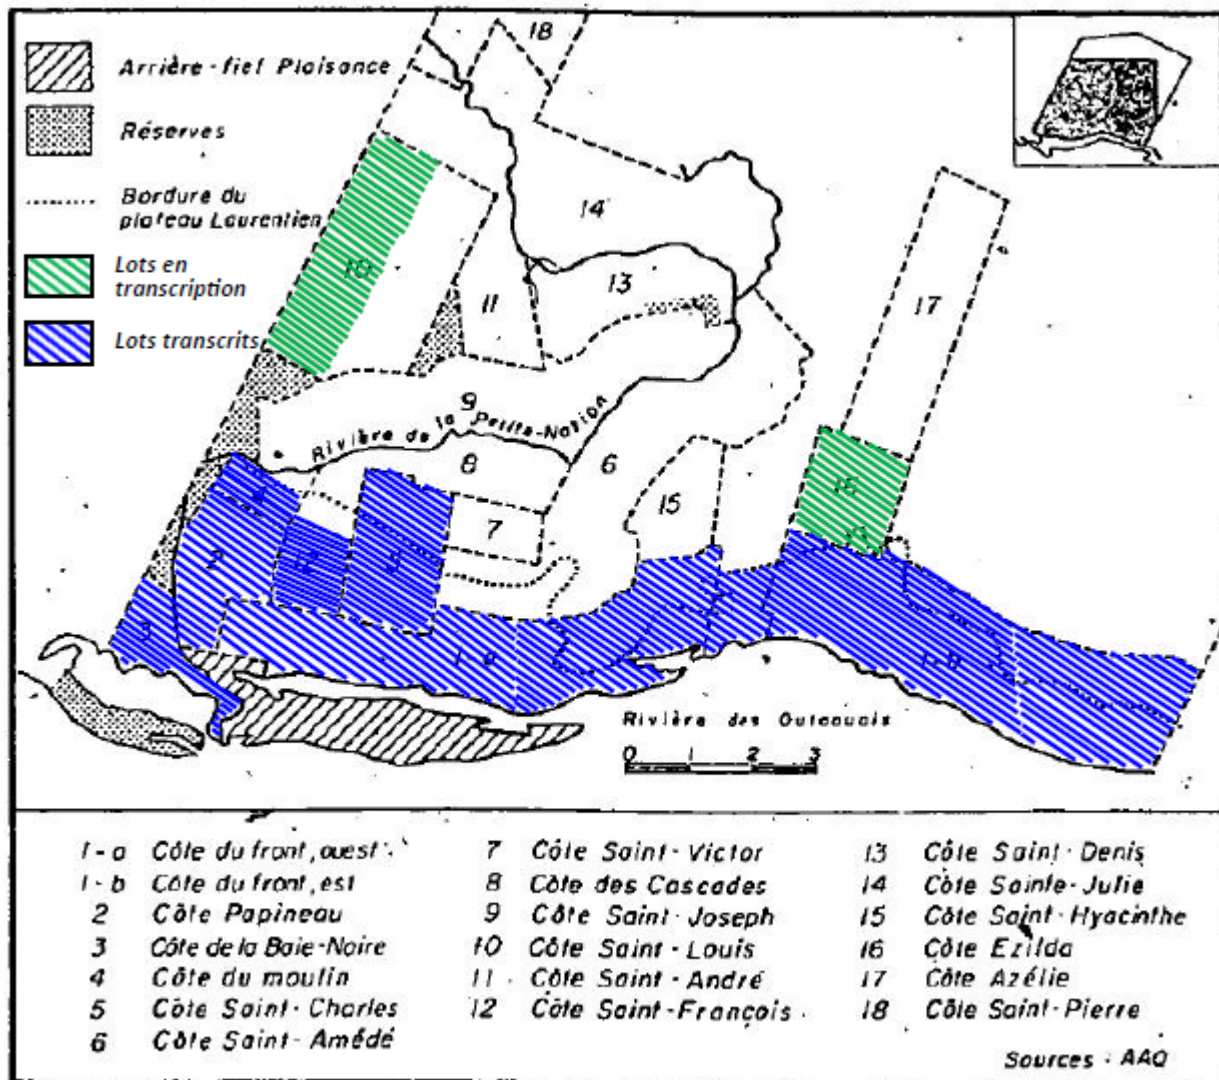 Arrière-fief Plaisance
Réserves
Bordure du
plateau Laurentien
Lots en
transcription
Lots transcrits
18
14
13
11
10
17
9
Rivière de la Petite-Nation
8
6
16
15
7
2
12
5
3
1-a
1-b
Rivière des Outaouais
0 1 2 3
1-a Côte du front, ouest
1-b Côte du front, est
2 Côte Papineau
3 Côte de la Baie-Noire
4 Côte du moulin
5 Côte Saint-Charles
6 Côte Saint-Amédé
7 Côte Saint-Victor
8 Côte des Cascades
9 Côte Saint-Joseph
10 Côte Saint-Louis
11 Côte Saint-André
12 Côte Saint-François
13 Côte Saint-Denis
14 Côte Sainte-Julie
15 Côte Saint-Hyacinthe
16 Côte Ezilda
17 Côte Azélie
18 Côte Saint-Pierre
Sources : AAQ